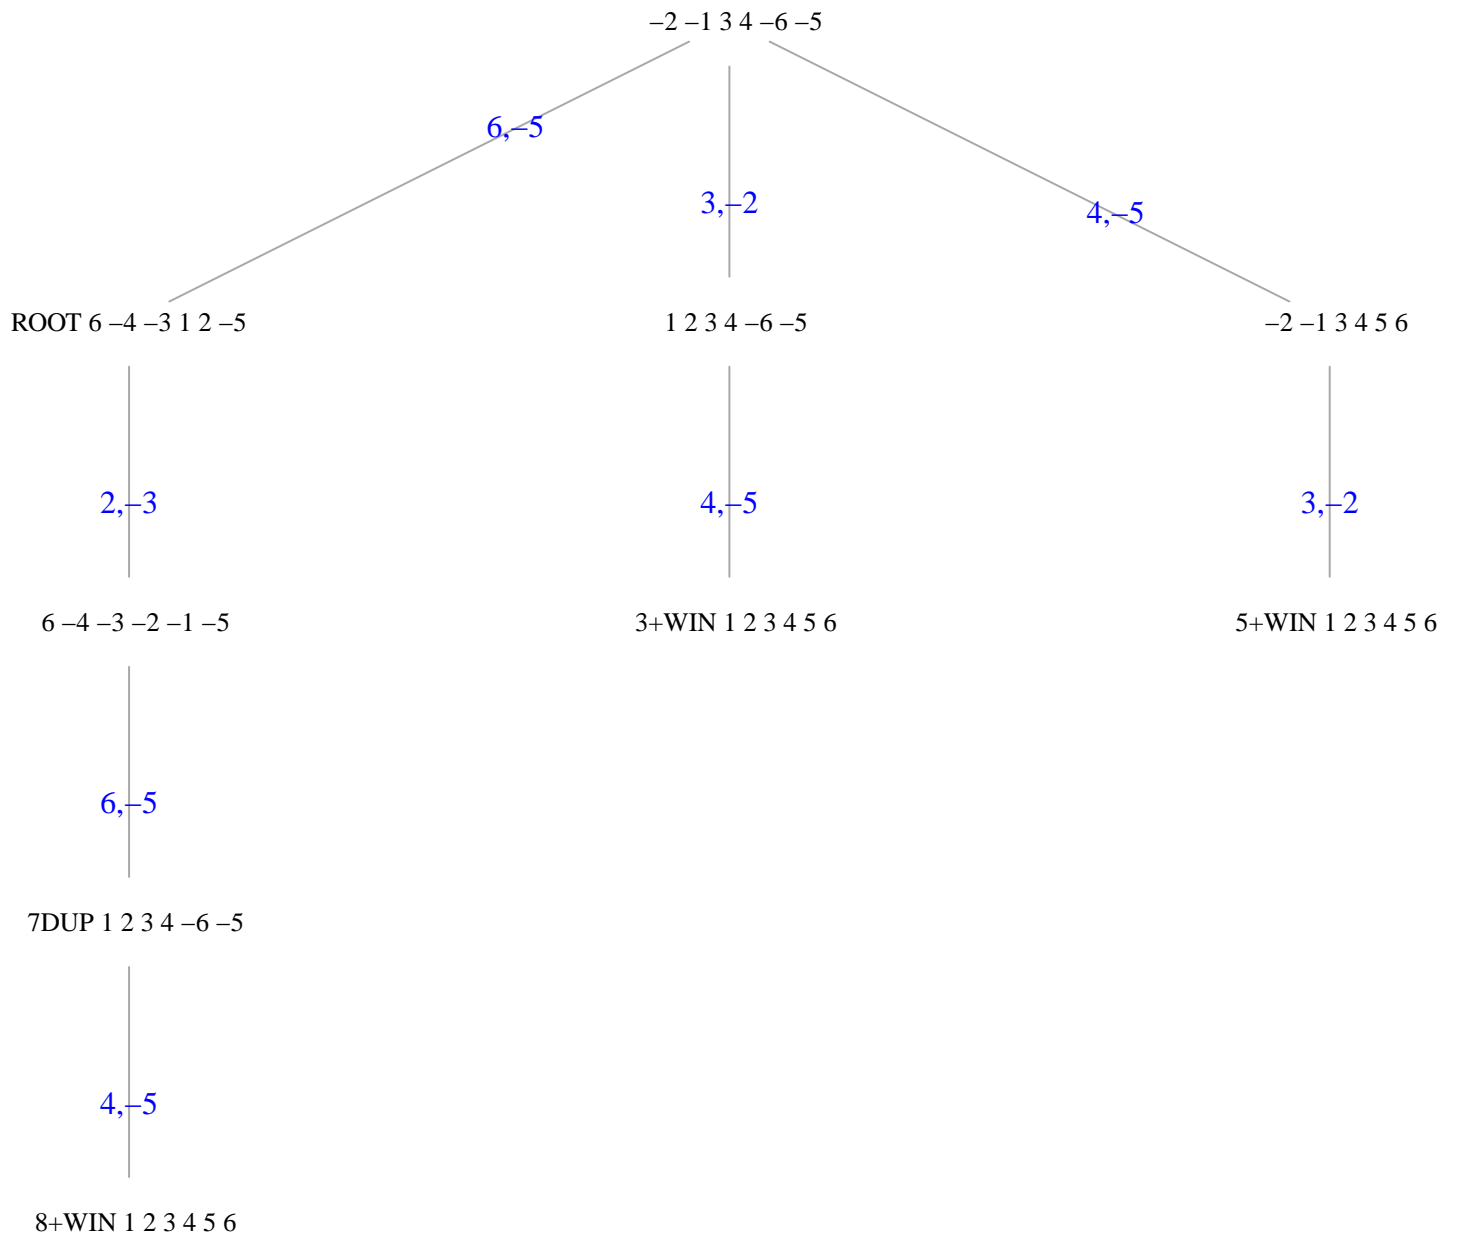 –2 –1 3 4 –6 –5
6,–5
3,–2
4,–5
ROOT 6 –4 –3 1 2 –5
1 2 3 4 –6 –5
–2 –1 3 4 5 6
2,–3
4,–5
3,–2
6 –4 –3 –2 –1 –5
3+WIN 1 2 3 4 5 6
5+WIN 1 2 3 4 5 6
6,–5
7DUP 1 2 3 4 –6 –5
4,–5
8+WIN 1 2 3 4 5 6